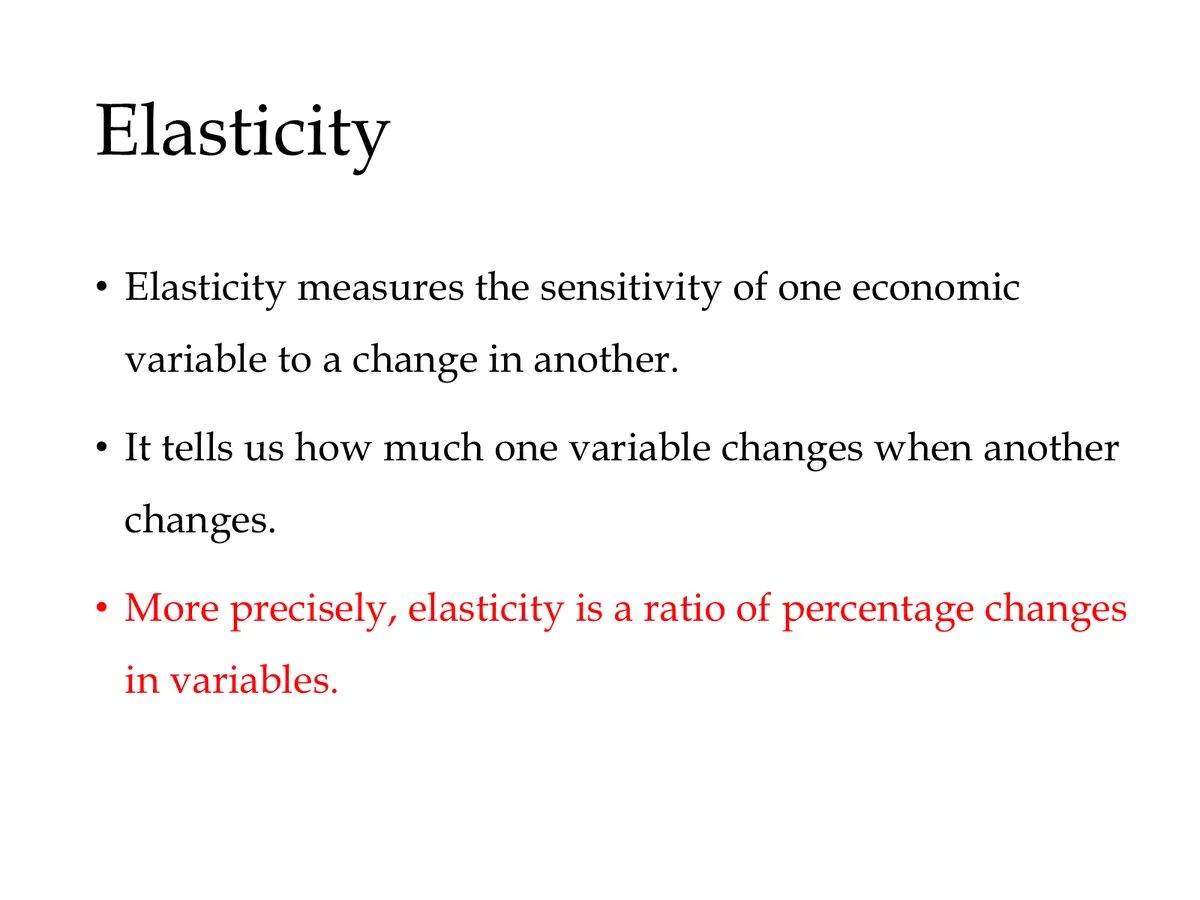 Elasticity
• Elasticity measures the sensitivity of one economic
variable to a change in another.
• It tells us how much one variable changes when another
changes.
• More precisely, elasticity is a ratio of percentage changes
in variables.